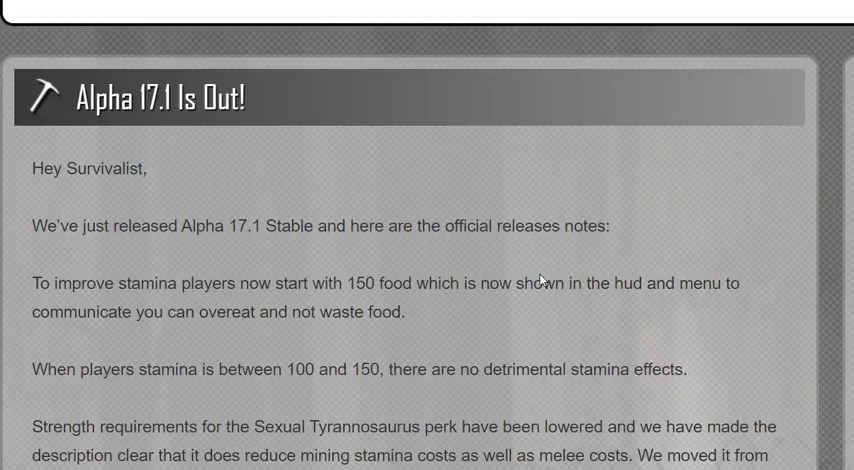 Alpha 17.1 Is Out!
Hey Survivalist,
We've just released Alpha 17.1 Stable and here are the official releases notes:
To improve stamina players now start with 150 food which is now shown in the hud and menu to
communicate you can overeat and not waste food.
When players stamina is between 100 and 150, there are no detrimental stamina effects.
Strength requirements for the Sexual Tyrannosaurus perk have been lowered and we have made the
description clear that it does reduce mining stamina costs as well as melee costs. We moved it from